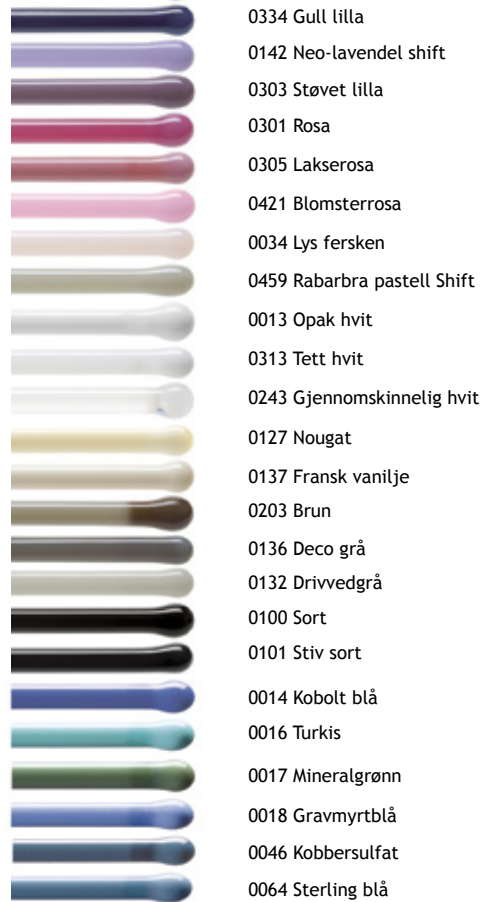 0334 Gull lilla
0142 Neo-lavendel shift
0303 Støvet lilla
0301 Rosa
0305 Lakserosa
0421 Blomsterrosa
0034 Lys fersken
0459 Rabarbra pastell Shift
0013 Opak hvit
0313 Tett hvit
0243 Gjennomskinnelig hvit
0127 Nougat
0137 Fransk vanilje
0203 Brun
0136 Deco grå
0132 Drivvedgrå
0100 Sort
0101 Stiv sort
0014 Kobolt blå
0016 Turkis
0017 Mineralgrønn
0018 Gravmyrtblå
0046 Kobbersulfat
0064 Sterling blå